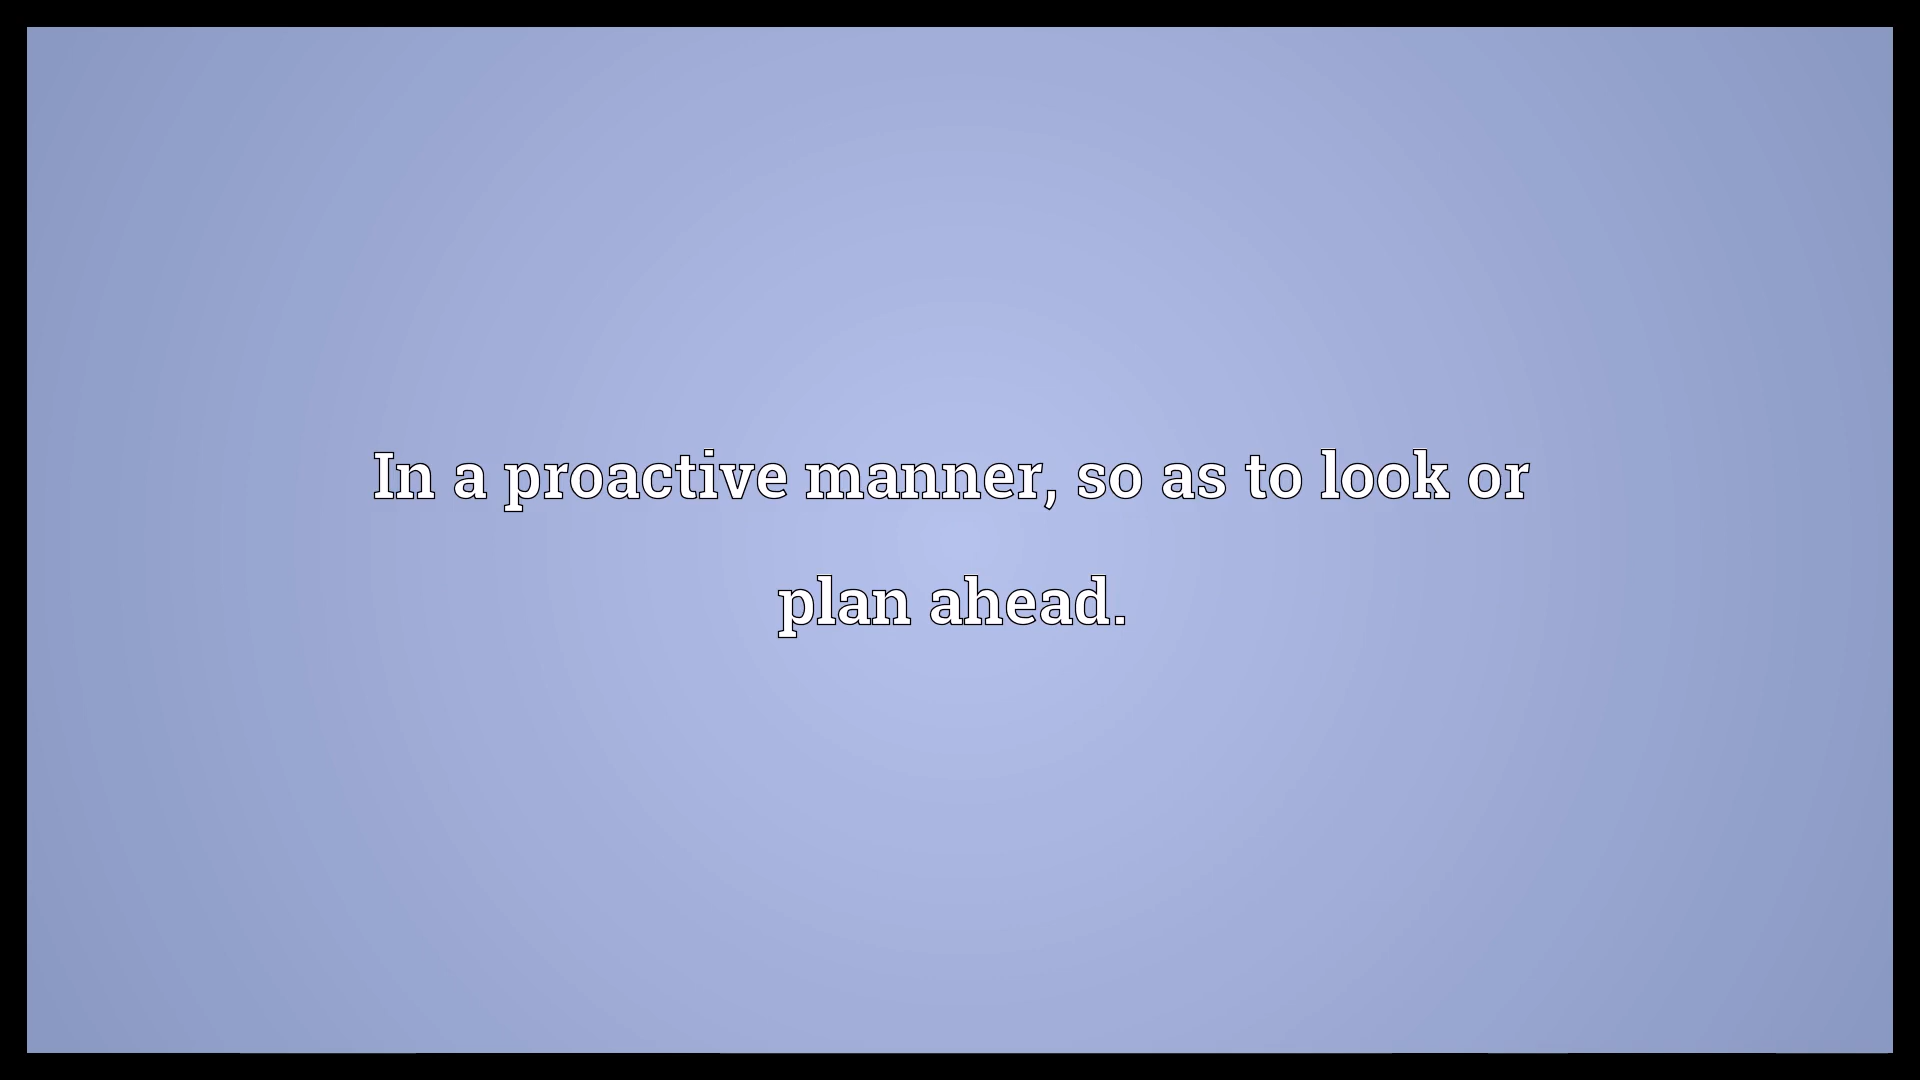 In a proactive manner, so as to look or
plan ahead.